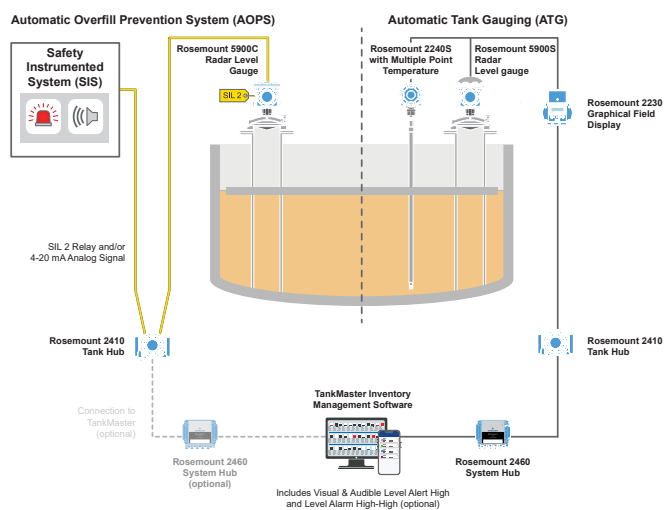 Automatic Overfill Prevention System (AOPS)
Automatic Tank Gauging (ATG)
Safety
Instrumented
System (SIS)
Rosemount 5900C
Radar Level
Gauge
SIL 2
Rosemount 2240S
with Multiple Point
Temperature
Rosemount 5900S
Radar
Level gauge
Rosemount 2230
Graphical Field
Display
SIL 2 Relay and/or
4-20 mA Analog Signal
Rosemount 2410
Tank Hub
Rosemount 2410
Tank Hub
Connection to
TankMaster
(optional)
TankMaster Inventory
Management Software
Rosemount 2460
System Hub
(optional)
Rosemount 2460
System Hub
Includes Visual & Audible Level Alert High
and Level Alarm High-High (optional)